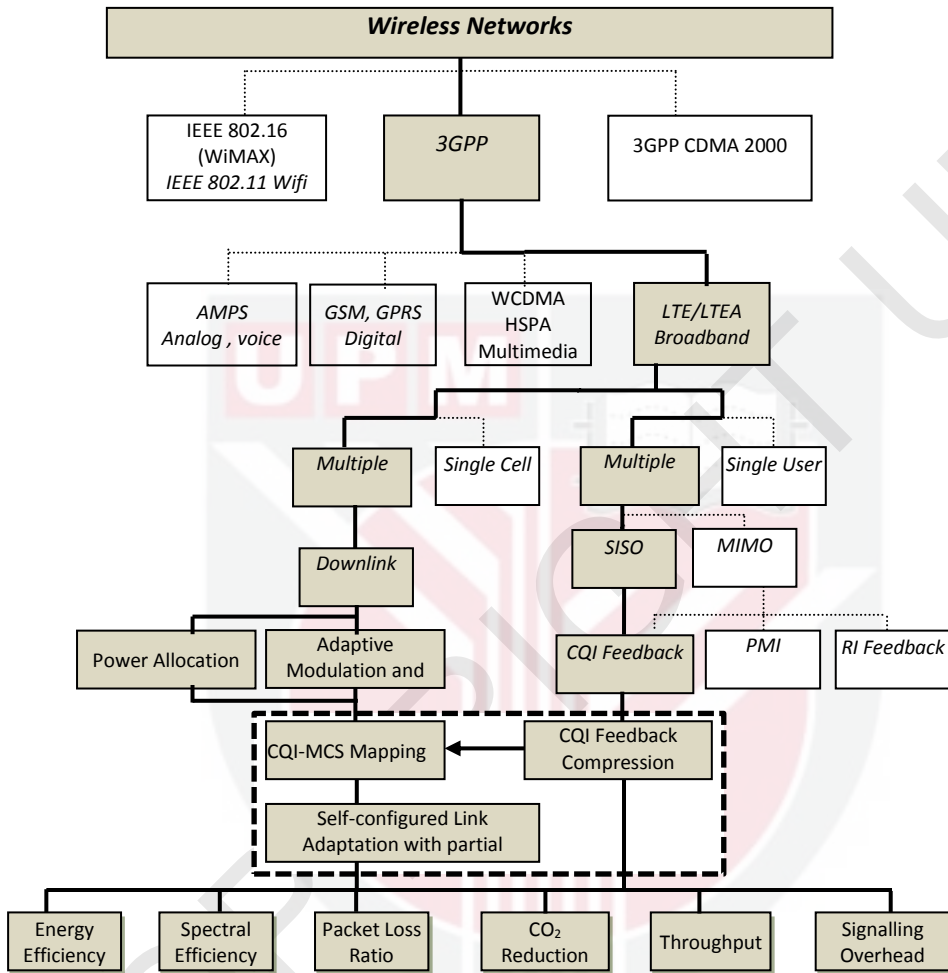 Wireless Networks
IEEE 802.16
(WiMAX)
IEEE 802.11 Wifi
3GPP
3GPP CDMA 2000
AMPS
Analog , voice
GSM, GPRS
Digital
WCDMA
HSPA
Multimedia
LTE/LTEA
Broadband
UPM
Multiple
Single Cell
Multiple
Single User
Downlink
SISO
MIMO
Power Allocation
Adaptive
Modulation and
CQI Feedback
PMI
RI Feedback
CQI-MCS Mapping
CQI Feedback
Compression
Self-configured Link
Adaptation with partial
Energy
Efficiency
Spectral
Efficiency
Packet Loss
Ratio
CO₂
Reduction
Throughput
Signalling
Overhead